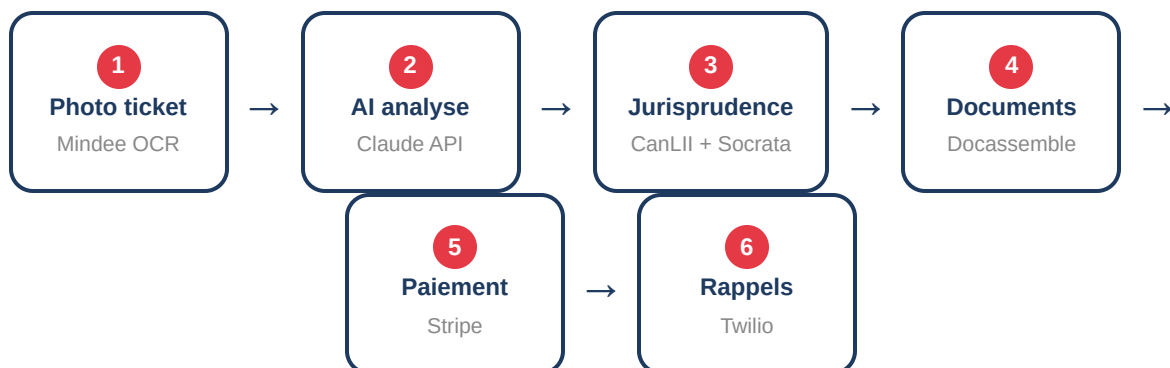 1
Photo ticket
Mindee OCR
→
2
AI analyse
Claude API
→
3
Jurisprudence
CanLII + Socrata
→
4
Documents
Docassemble
→
5
Paiement
Stripe
→
6
Rappels
Twilio